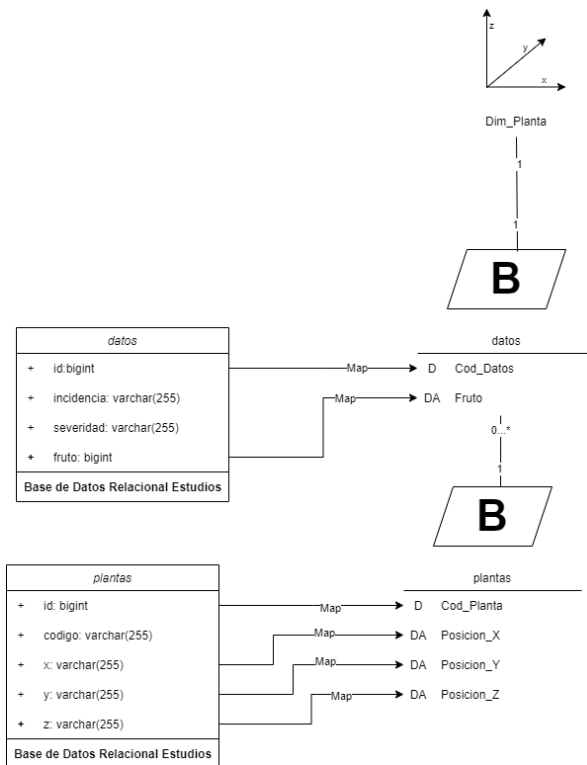 z
y
x
Dim_Planta
1
1
B
datos
datos
+ id:bigint
Map
D Cod_Datos
+ incidencia: varchar(255)
Map
DA Fruto
+ severidad: varchar(255)
0...*
+ fruto: bigint
1
Base de Datos Relacional Estudios
B
plantas
plantas
+ id: bigint
Map
D Cod_Planta
+ codigo: varchar(255)
Map
DA Posicion_X
+ x: varchar(255)
Map
DA Posicion_Y
+ y: varchar(255)
Map
DA Posicion_Z
+ z: varchar(255)
Base de Datos Relacional Estudios